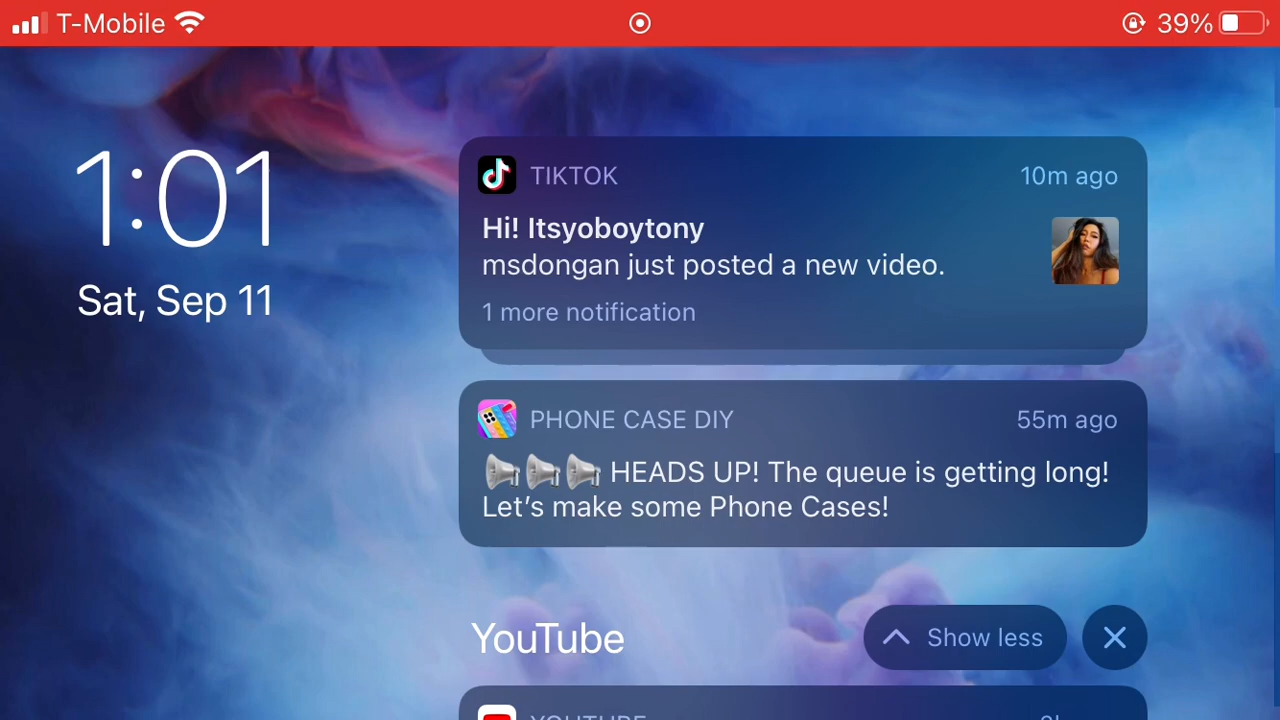 T-Mobile
39%
1:01
Sat, Sep 11
TIKTOK
10m ago
Hi! Itsyoboytony
msdongan just posted a new video.
1 more notification
PHONE CASE DIY
55m ago
📢📢📢 HEADS UP! The queue is getting long!
Let’s make some Phone Cases!
YouTube
Show less
YOUTUBE